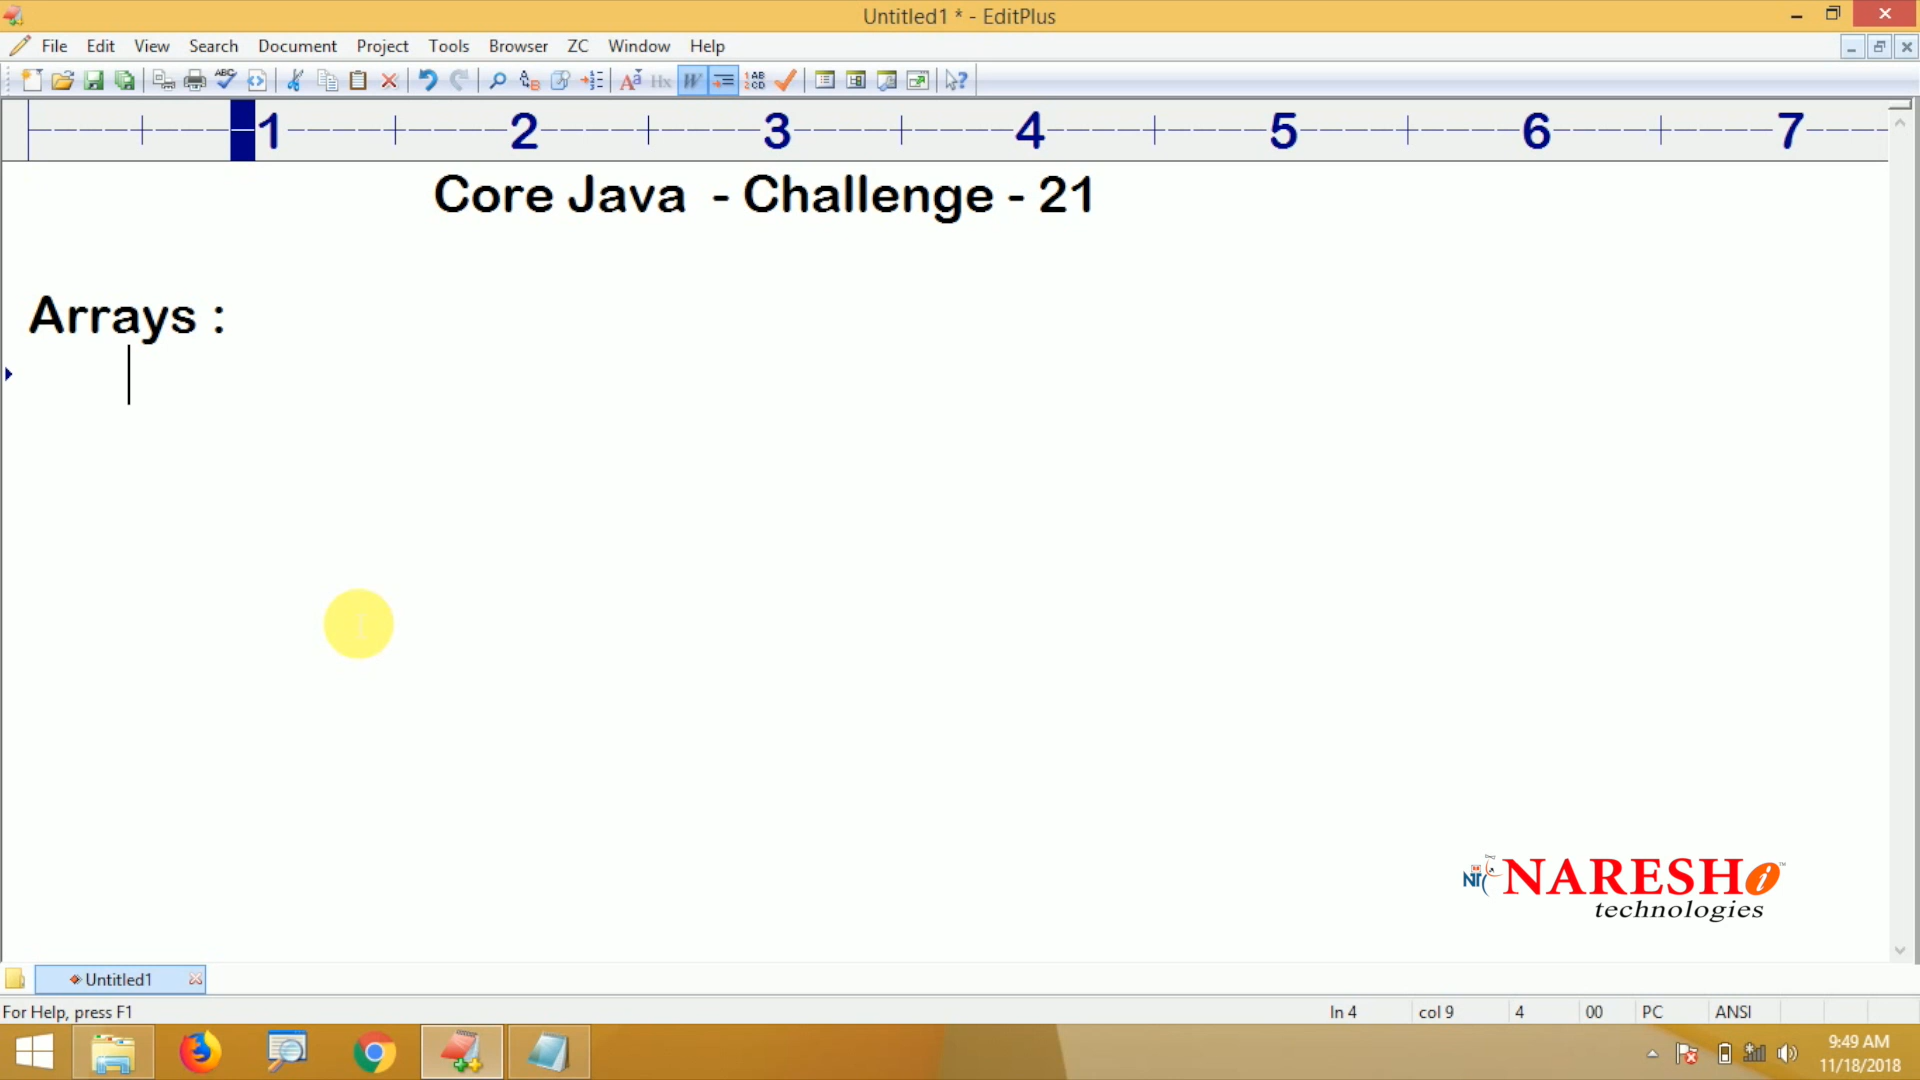 Untitled1 * - EditPlus
File Edit View Search Document Project Tools Browser ZC Window Help
1 2 3 4 5 6 7
Core Java  - Challenge - 21
Arrays :
NARESHi
technologies
Untitled1
For Help, press F1
ln 4 col 9 4 00 PC ANSI
9:49 AM
11/18/2018